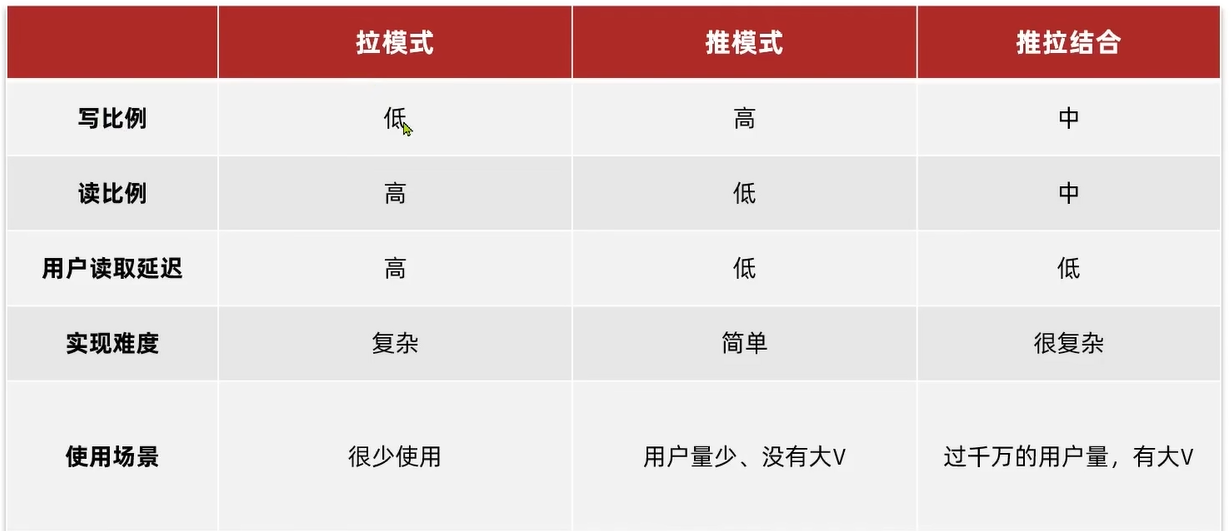 拉模式 推模式 推拉结合
写比例 低 高 中
读比例 高 低 中
用户读取延迟 高 低 低
实现难度 复杂 简单 很复杂
使用场景 很少使用 用户量少、没有大V 过千万的用户量，有大V